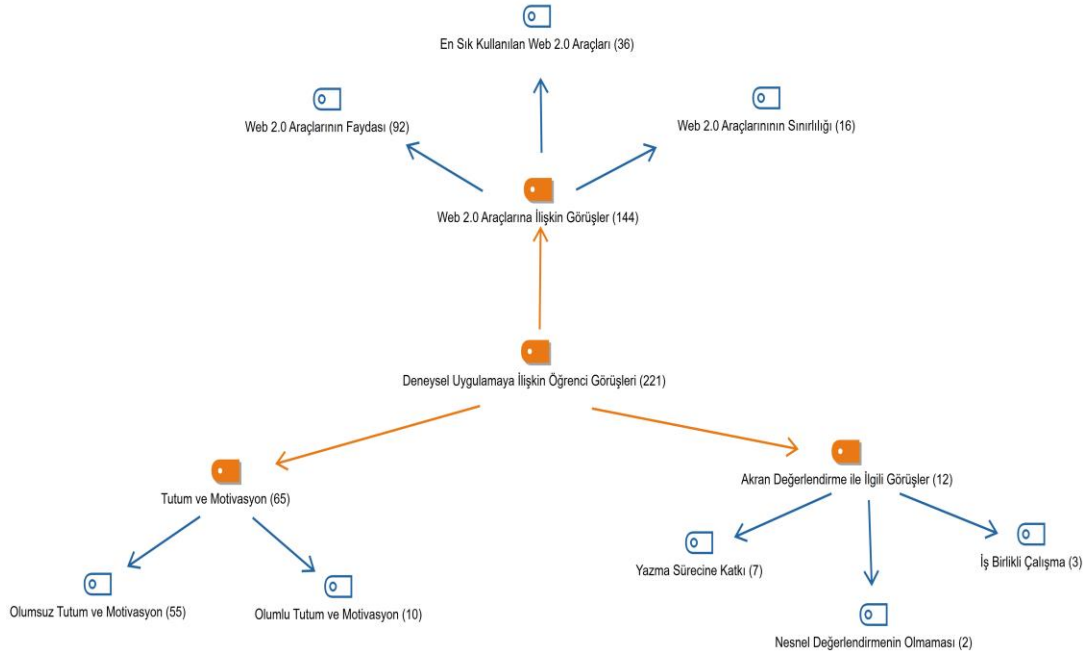 En Sık Kullanılan Web 2.0 Araçları (36)
Web 2.0 Araçlarının Faydası (92)
Web 2.0 Araçlarınının Sınırlılığı (16)
Web 2.0 Araçlarına İlişkin Görüşler (144)
Deneysel Uygulamaya İlişkin Öğrenci Görüşleri (221)
Tutum ve Motivasyon (65)
Akran Değerlendirme ile İlgili Görüşler (12)
Olumsuz Tutum ve Motivasyon (55)
Olumlu Tutum ve Motivasyon (10)
Yazma Sürecine Katkı (7)
İş Birlikli Çalışma (3)
Nesnel Değerlendirmenin Olmaması (2)